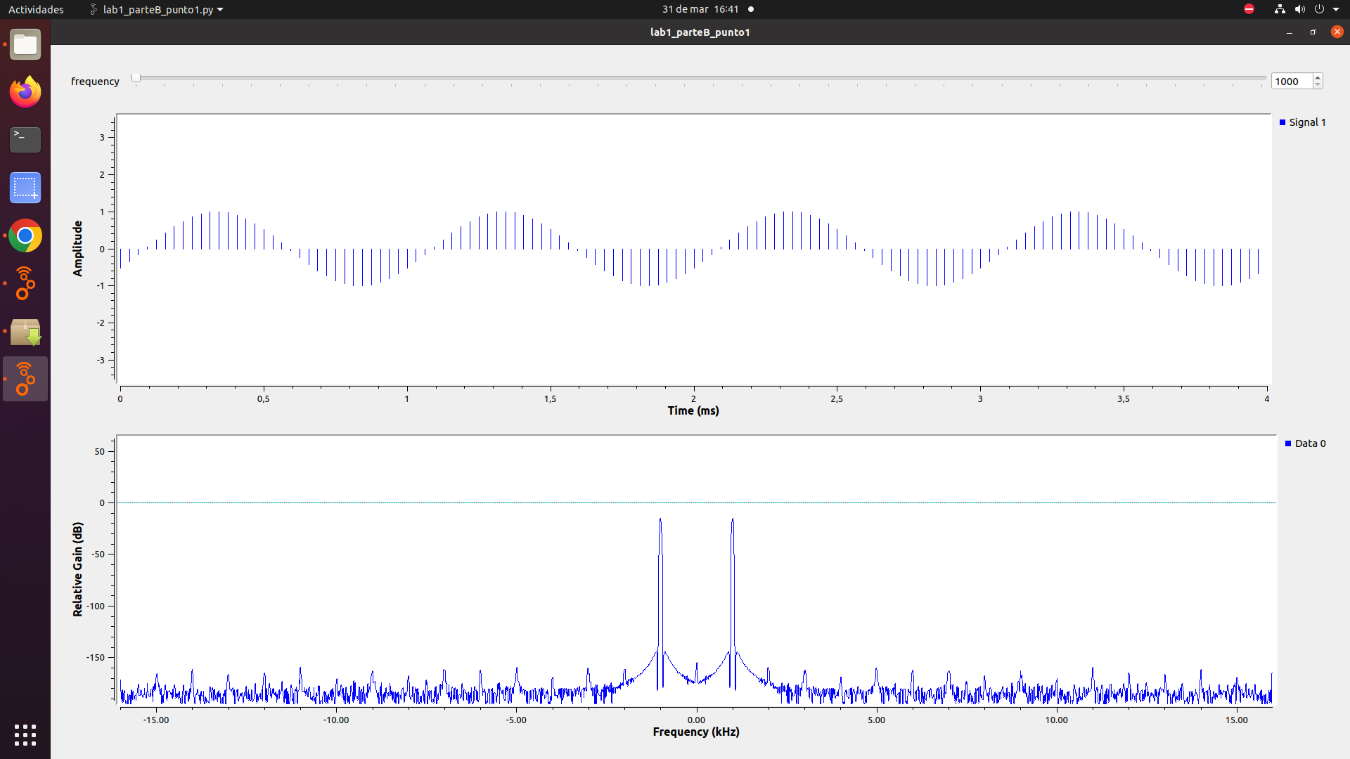 Actividades lab1_parteB_punto1.py 31 de mar 16:41
lab1_parteB_punto1
frequency 1000
Signal 1
3
2
1
0
-1
-2
-3
Amplitude
0 0,5 1 1,5 2 2,5 3 3,5 4
Time (ms)
Data 0
50
0
-50
-100
-150
Relative Gain (dB)
-15.00 -10.00 -5.00 0.00 5.00 10.00 15.00
Frequency (kHz)